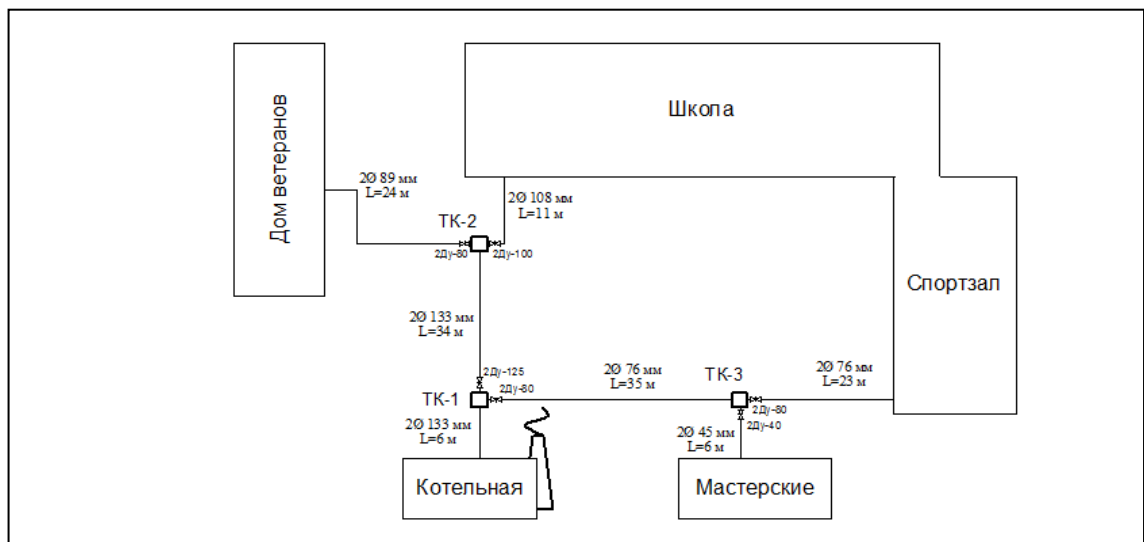 Школа
Дом ветеранов
2Ø 89 мм
L=24 м
2Ø 108 мм
L=11 м
ТК-2
2Ду-80
2Ду-100
Спортзал
2Ø 133 мм
L=34 м
2Ду-125
2Ø 76 мм
L=35 м
ТК-3
2Ø 76 мм
L=23 м
2Ду-80
ТК-1
2Ду-80
2Ду-40
2Ø 133 мм
L=6 м
2Ø 45 мм
L=6 м
Котельная
Мастерские